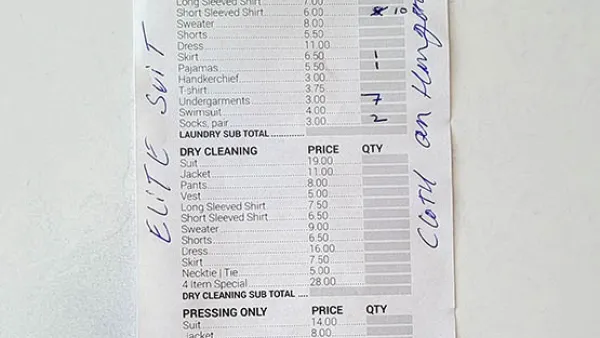 Long Sleeved Shirt 7.00
Short Sleeved Shirt 6.00 10
Sweater 8.00
Shorts 5.50
Dress 11.00
Skirt 6.50 1
Pajamas 5.50 1
Handkerchief 3.00
T-shirt 3.75
Undergarments 3.00 7
Swimsuit 4.00
Socks, pair 3.00 2
LAUNDRY SUB TOTAL
DRY CLEANING PRICE QTY
Suit 19.00
Jacket 11.00
Pants 8.00
Vest 5.00
Long Sleeved Shirt 7.50
Short Sleeved Shirt 6.50
Sweater 9.00
Shorts 6.50
Dress 16.00
Skirt 7.50
Necktie | Tie 5.00
4 Item Special 28.00
DRY CLEANING SUB TOTAL
PRESSING ONLY PRICE QTY
Suit 14.00
Jacket 8.00
ELITE SUIT
Cloth on Hanger